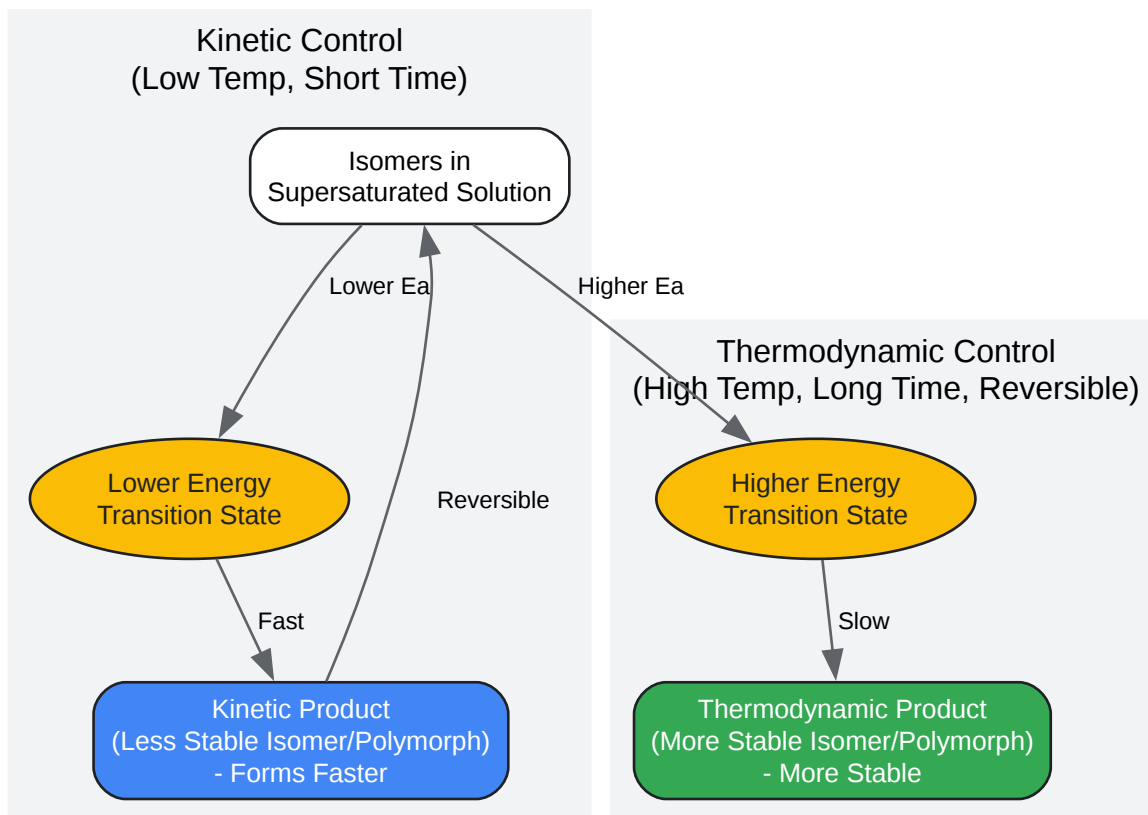 Kinetic Control
(Low Temp, Short Time)
Isomers in
Supersaturated Solution
Lower Ea
Higher Ea
Thermodynamic Control
(High Temp, Long Time, Reversible)
Lower Energy
Transition State
Reversible
Higher Energy
Transition State
Fast
Slow
Kinetic Product
(Less Stable Isomer/Polymorph)
- Forms Faster
Thermodynamic Product
(More Stable Isomer/Polymorph)
- More Stable